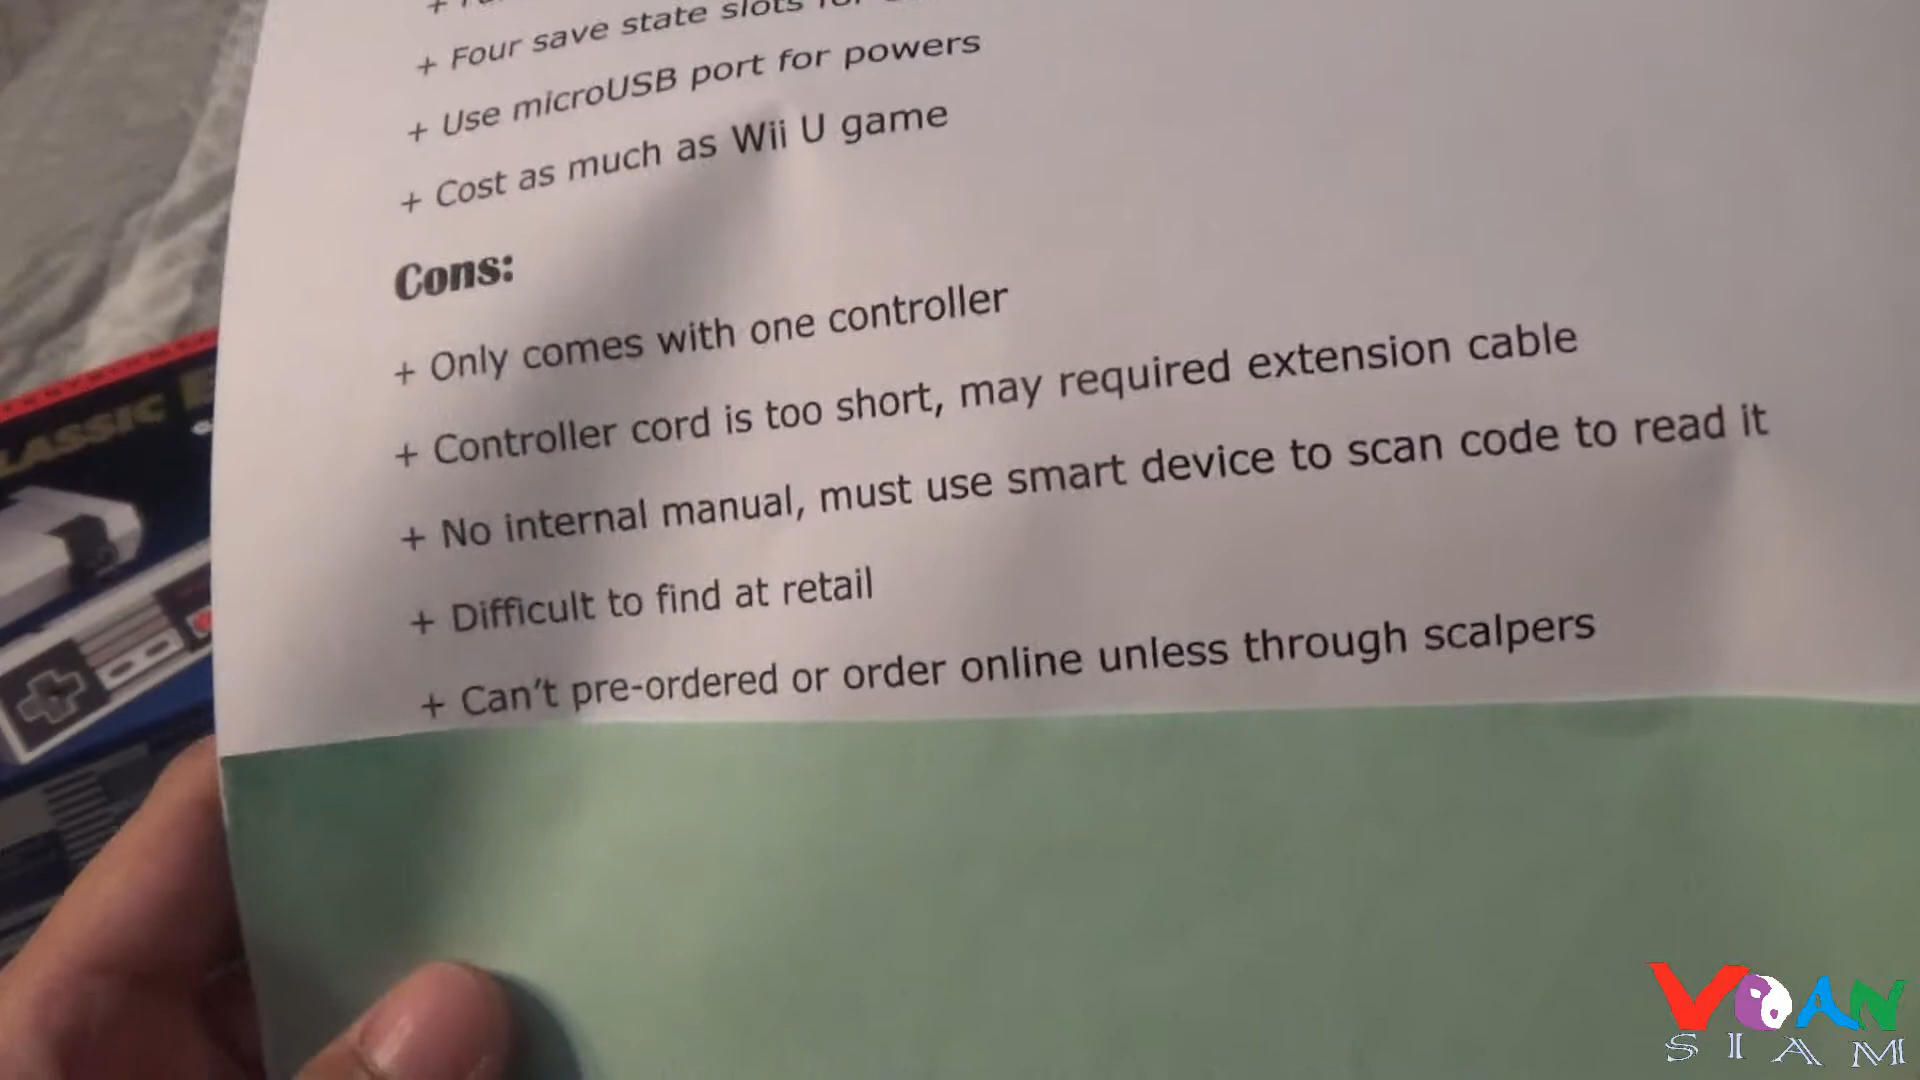 + Four save state slots for
+ Use microUSB port for powers
+ Cost as much as Wii U game
Cons:
+ Only comes with one controller
+ Controller cord is too short, may required extension cable
+ No internal manual, must use smart device to scan code to read it
+ Difficult to find at retail
+ Can't pre-ordered or order online unless through scalpers
LASSIC E
VOAN
SIAM